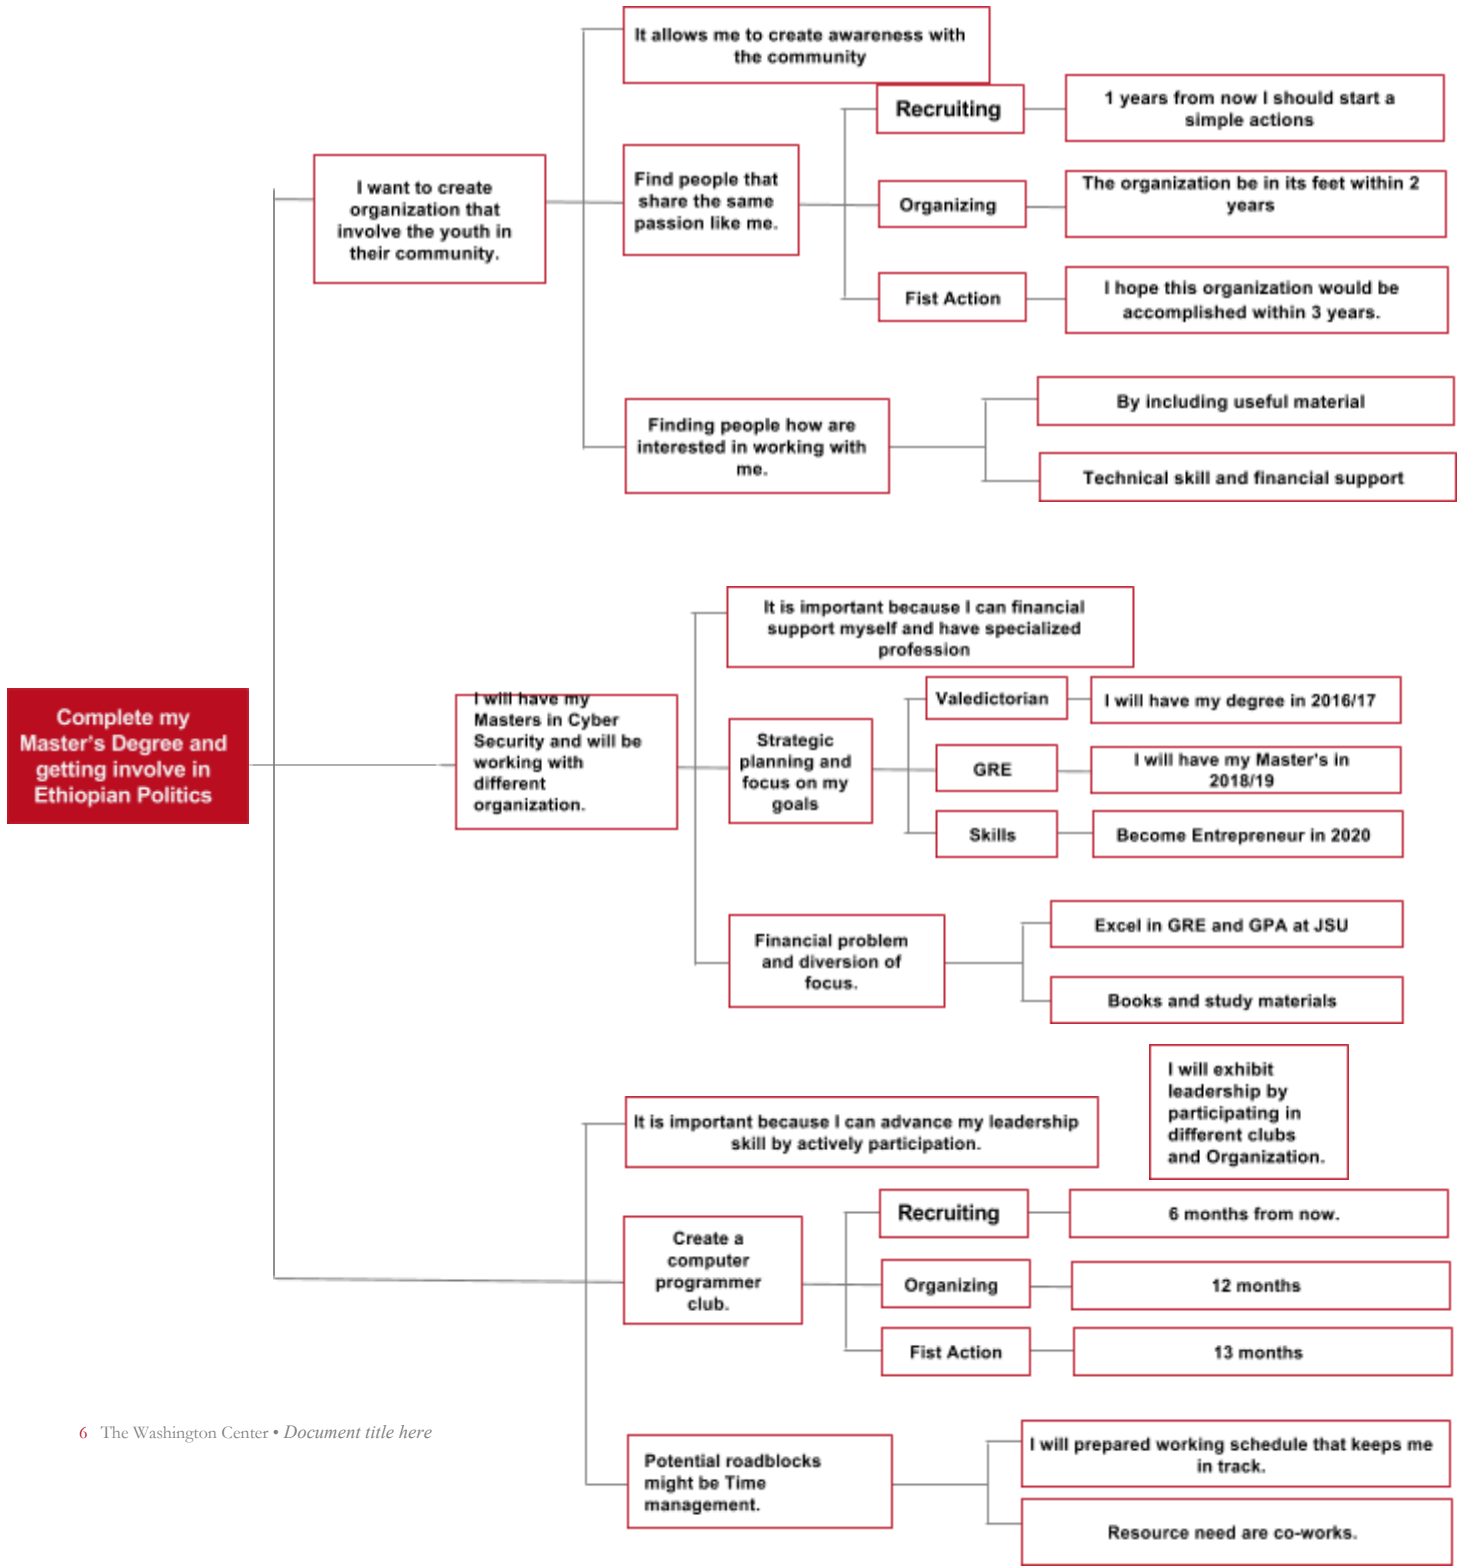 It allows me to create awareness with
the community
Recruiting
1 years from now I should start a
simple actions
I want to create
organization that
involve the youth in
their community.
Find people that
share the same
passion like me.
Organizing
The organization be in its feet within 2
years
Fist Action
I hope this organization would be
accomplished within 3 years.
Finding people how are
interested in working with
me.
By including useful material
Technical skill and financial support
Complete my
Master's Degree and
getting involve in
Ethiopian Politics
I will have my
Masters in Cyber
Security and will be
working with
different
organization.
It is important because I can financial
support myself and have specialized
profession
Strategic
planning and
focus on my
goals
Valedictorian
I will have my degree in 2016/17
GRE
I will have my Master's in
2018/19
Skills
Become Entrepreneur in 2020
Financial problem
and diversion of
focus.
Excel in GRE and GPA at JSU
Books and study materials
I will exhibit
leadership by
participating in
different clubs
and Organization.
It is important because I can advance my leadership
skill by actively participation.
Create a
computer
programmer
club.
Recruiting
6 months from now.
Organizing
12 months
Fist Action
13 months
Potential roadblocks
might be Time
management.
I will prepared working schedule that keeps me
in track.
Resource need are co-works.
6 The Washington Center • Document title here